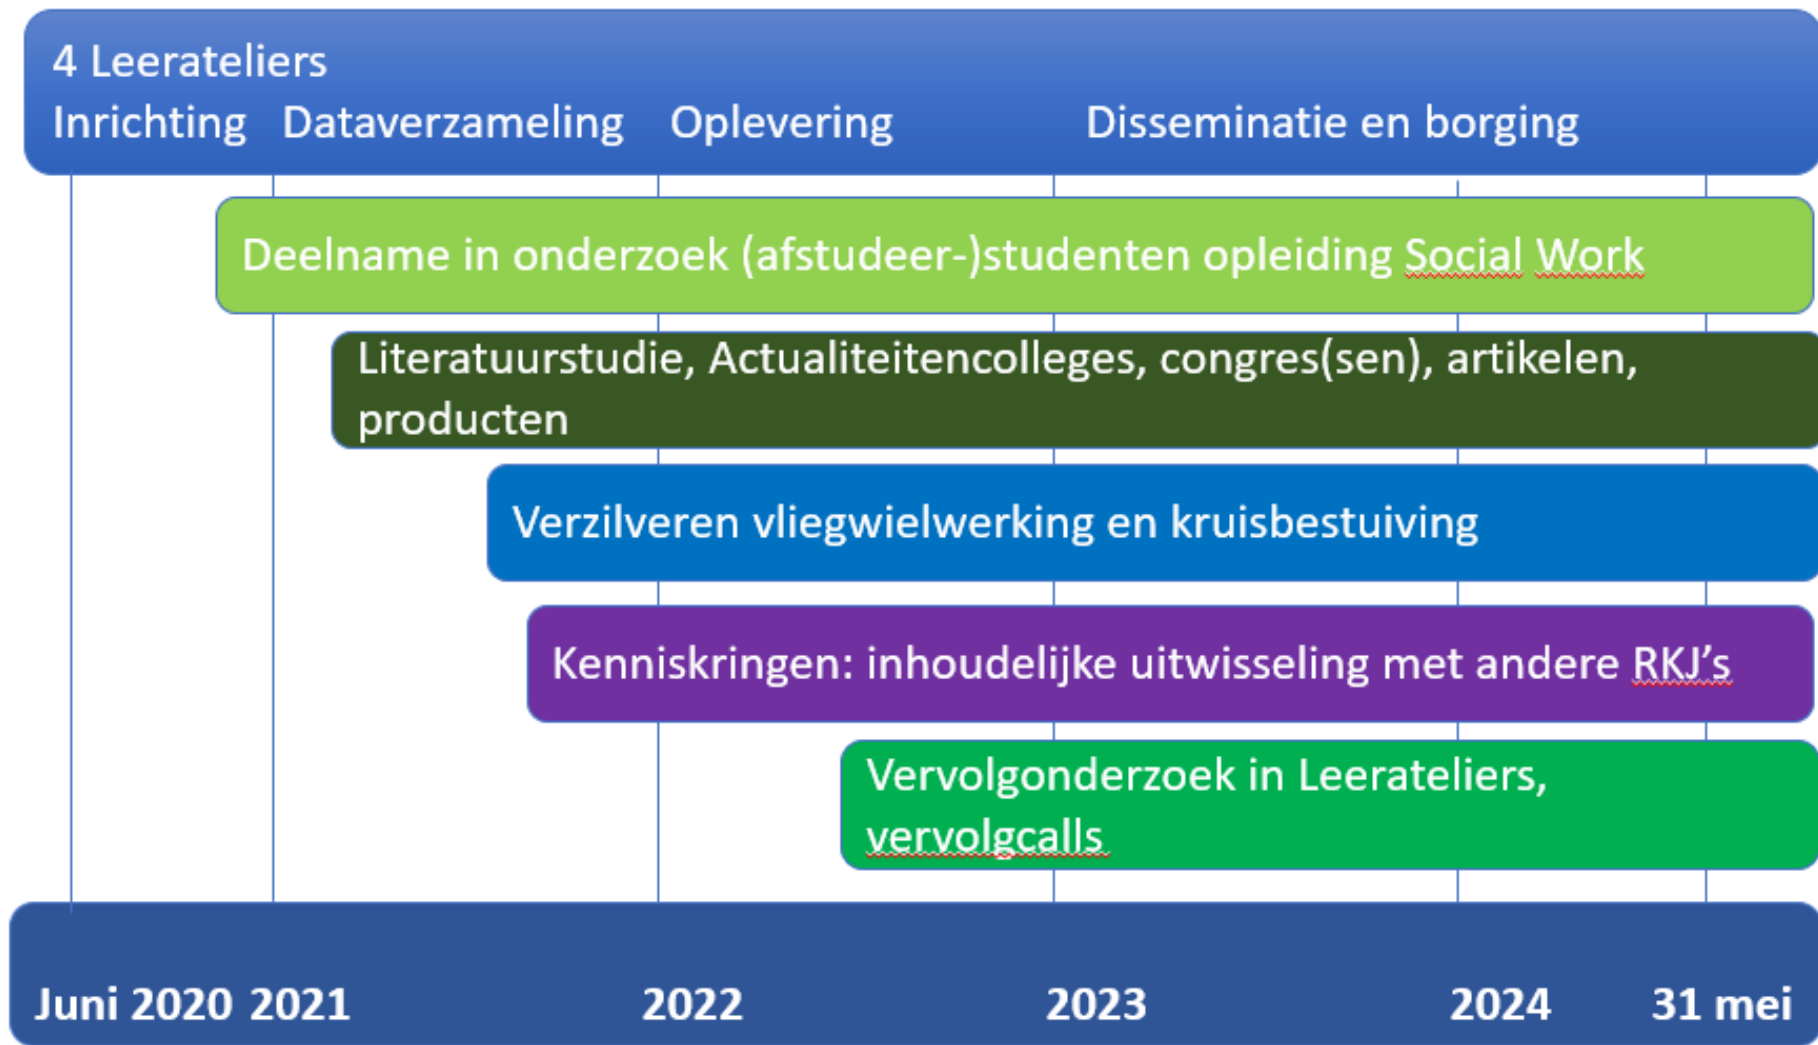 4 Leerateliers
Inrichting Dataverzameling Oplevering Disseminatie en borging
Deelname in onderzoek (afstudeer-)studenten opleiding Social Work
Literatuurstudie, Actualiteitencolleges, congres(sen), artikelen,
producten
Verzilveren vliegwielwerking en kruisbestuiving
Kenniskringen: inhoudelijke uitwisseling met andere RKJ’s
Vervolgonderzoek in Leerateliers,
vervolgcalls
Juni 2020 2021 2022 2023 2024 31 mei